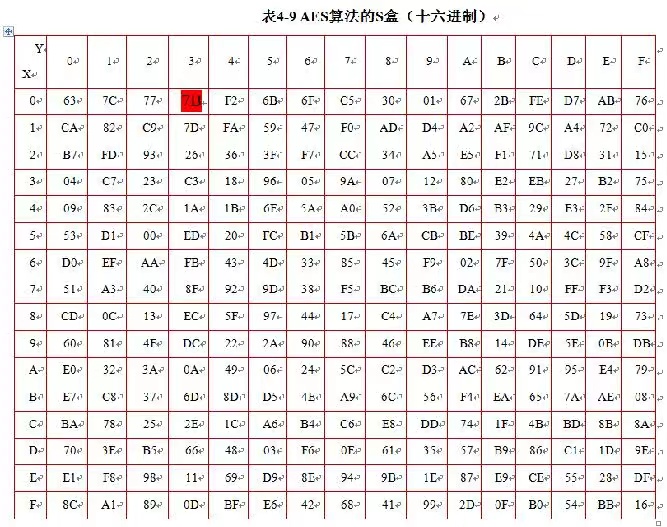 表4-9 AES算法的S盒（十六进制）
Y
X 0 1 2 3 4 5 6 7 8 9 A B C D E F
0 63 7C 77 7B F2 6B 6F C5 30 01 67 2B FE D7 AB 76
1 CA 82 C9 7D FA 59 47 F0 AD D4 A2 AF 9C A4 72 C0
2 B7 FD 93 26 36 3F F7 CC 34 A5 E5 F1 71 D8 31 15
3 04 C7 23 C3 18 96 05 9A 07 12 80 E2 EB 27 B2 75
4 09 83 2C 1A 1B 6E 5A A0 52 3B D6 B3 29 E3 2F 84
5 53 D1 00 ED 20 FC B1 5B 6A CB BE 39 4A 4C 58 CF
6 D0 EF AA FB 43 4D 33 85 45 F9 02 7F 50 3C 9F A8
7 51 A3 40 8F 92 9D 38 F5 BC B6 DA 21 10 FF F3 D2
8 CD 0C 13 EC 5F 97 44 17 C4 A7 7E 3D 64 5D 19 73
9 60 81 4F DC 22 2A 90 88 46 EE B8 14 DE 5E 0B DB
A E0 32 3A 0A 49 06 24 5C C2 D3 AC 62 91 95 E4 79
B E7 C8 37 6D 8D D5 4E A9 6C 56 F4 EA 65 7A AE 08
C BA 78 25 2E 1C A6 B4 C6 E8 DD 74 1F 4B BD 8B 8A
D 70 3E B5 66 48 03 F6 0E 61 35 57 B9 86 C1 1D 9E
E E1 F8 98 11 69 D9 8E 94 9B 1E 87 E9 CE 55 28 DF
F 8C A1 89 0D BF E6 42 68 41 99 2D 0F B0 54 BB 16